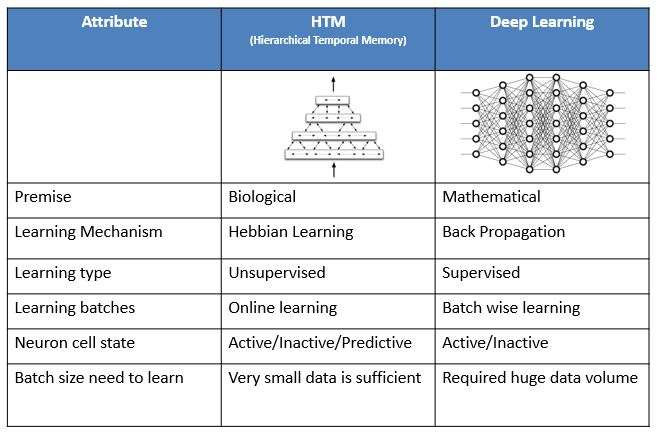 Attribute HTM Deep Learning
(Hierarchical Temporal Memory)
Premise Biological Mathematical
Learning Mechanism Hebbian Learning Back Propagation
Learning type Unsupervised Supervised
Learning batches Online learning Batch wise learning
Neuron cell state Active/Inactive/Predictive Active/Inactive
Batch size need to learn Very small data is sufficient Required huge data volume